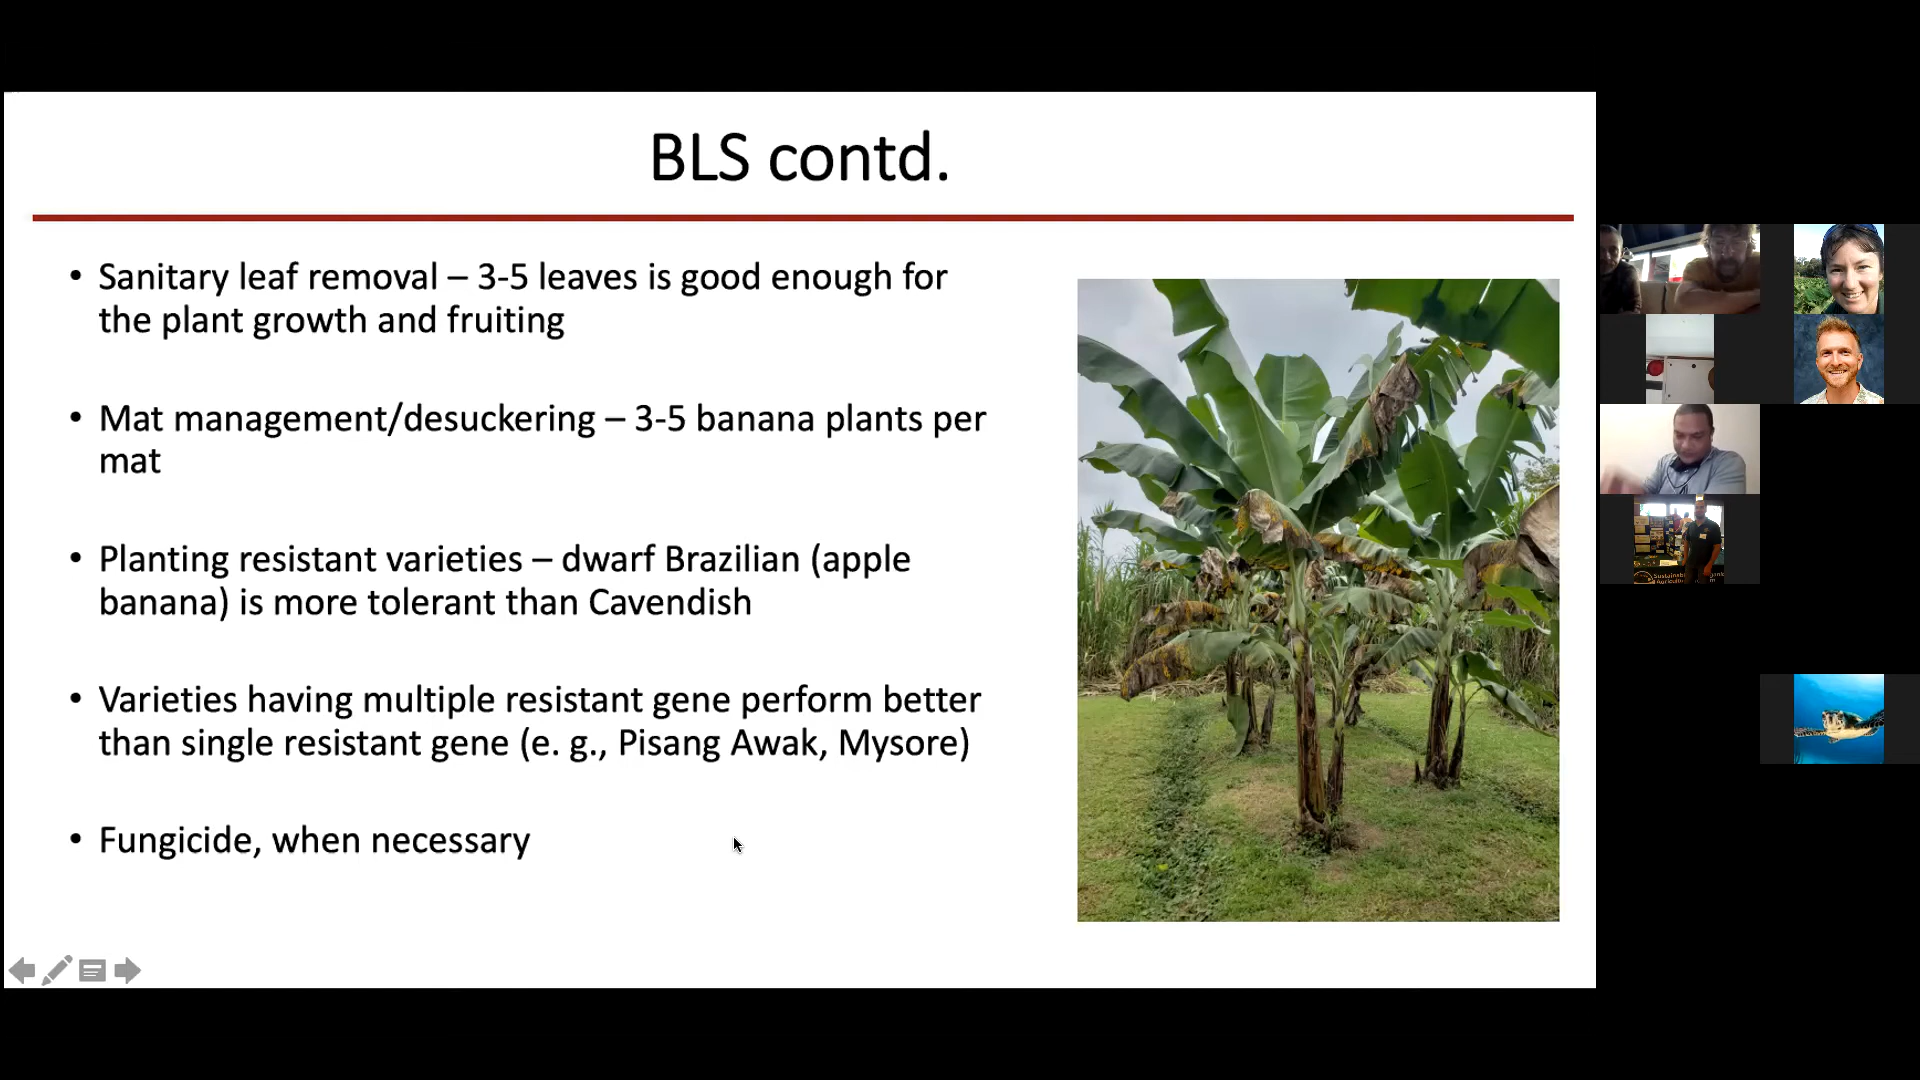 BLS contd.
• Sanitary leaf removal – 3-5 leaves is good enough for
the plant growth and fruiting
• Mat management/desuckering – 3-5 banana plants per
mat
• Planting resistant varieties – dwarf Brazilian (apple
banana) is more tolerant than Cavendish
• Varieties having multiple resistant gene perform better
than single resistant gene (e. g., Pisang Awak, Mysore)
• Fungicide, when necessary